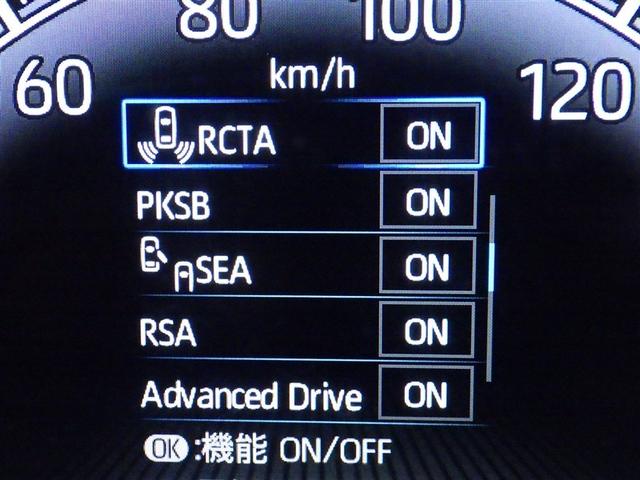 80 100
60 km/h 120
RCTA ON
PKSB ON
SEA ON
RSA ON
Advanced Drive ON
OK :機能 ON/OFF